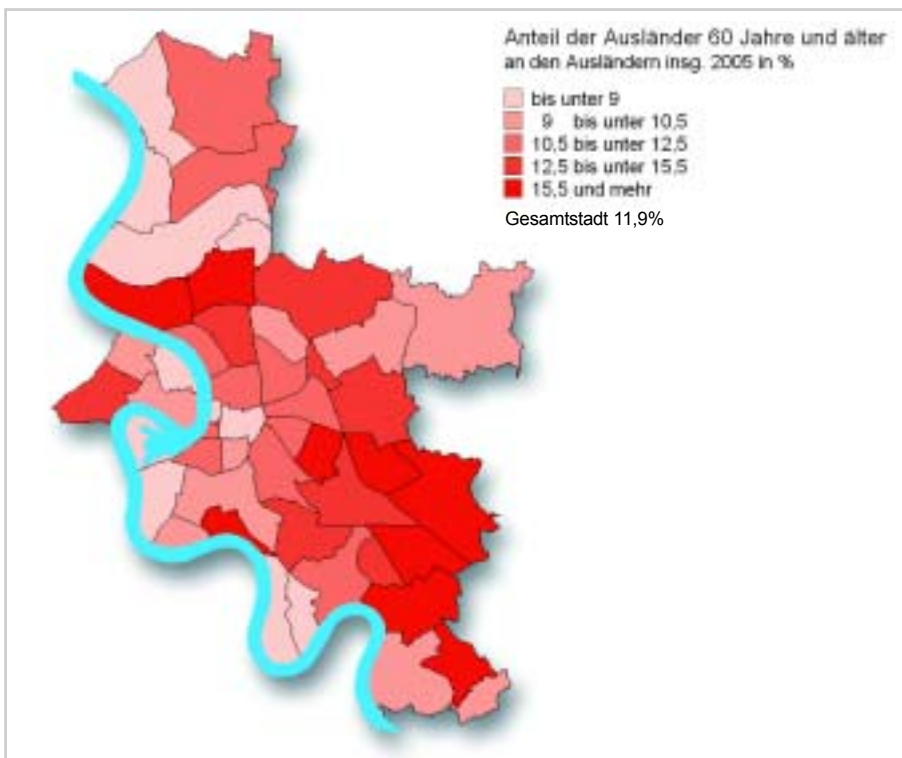 Anteil der Ausländer 60 Jahre und älter
an den Ausländern insg. 2005 in %
bis unter 9
9 bis unter 10,5
10,5 bis unter 12,5
12,5 bis unter 15,5
15,5 und mehr
Gesamtstadt 11,9%